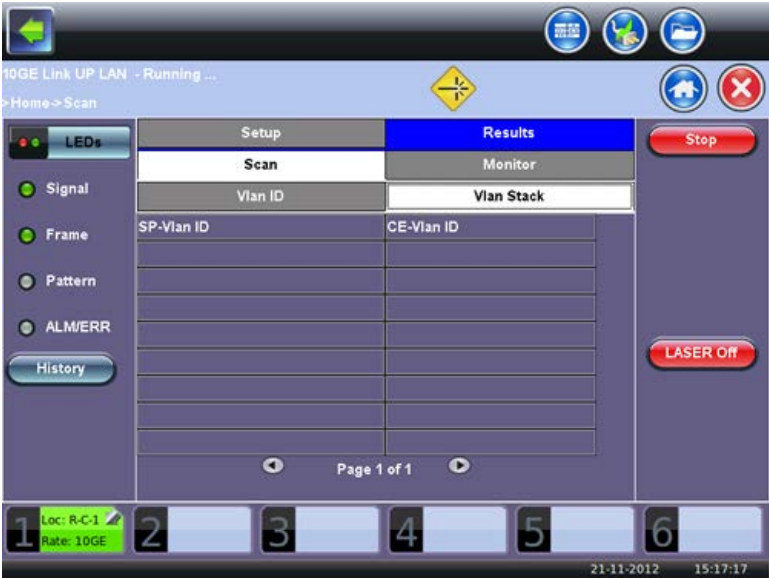 10GE Link UP LAN - Running ...
>Home->Scan
LEDs
Signal
Frame
Pattern
ALM/ERR
History
Setup
Results
Scan
Monitor
Vlan ID
Vlan Stack
SP-Vlan ID
CE-Vlan ID
Page 1 of 1
Stop
LASER Off
1
Loc: R-C-1
Rate: 10GE
2
3
4
5
6
21-11-2012 15:17:17